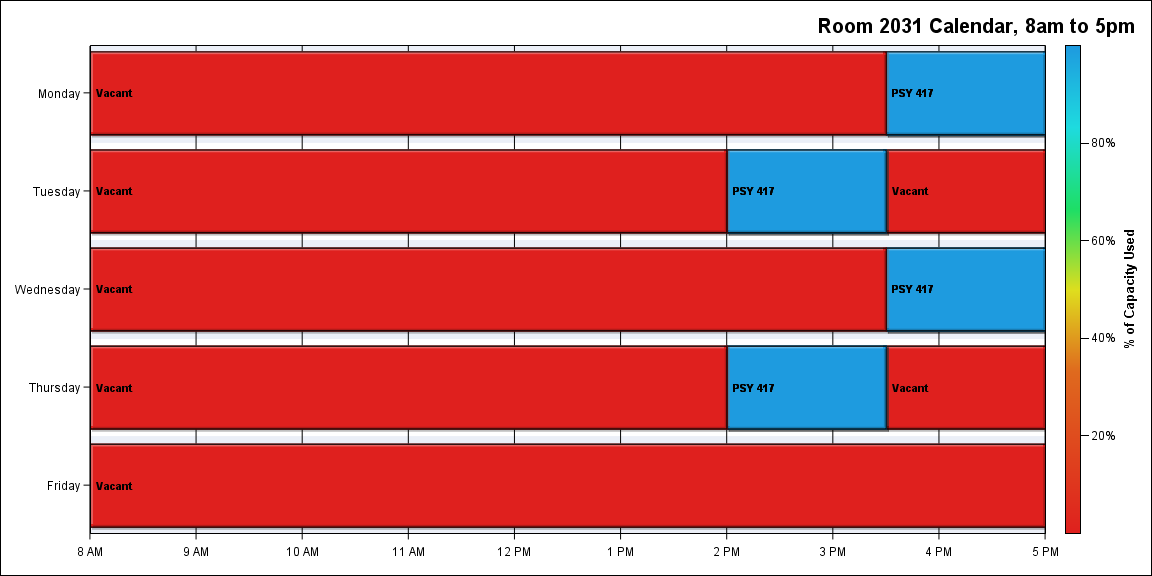 Room 2031 Calendar, 8am to 5pm
Monday
Vacant
PSY 417
Tuesday
Vacant
PSY 417
Vacant
Wednesday
Vacant
PSY 417
Thursday
Vacant
PSY 417
Vacant
Friday
Vacant
8 AM
9 AM
10 AM
11 AM
12 PM
1 PM
2 PM
3 PM
4 PM
5 PM
80%
60%
40%
20%
% of Capacity Used